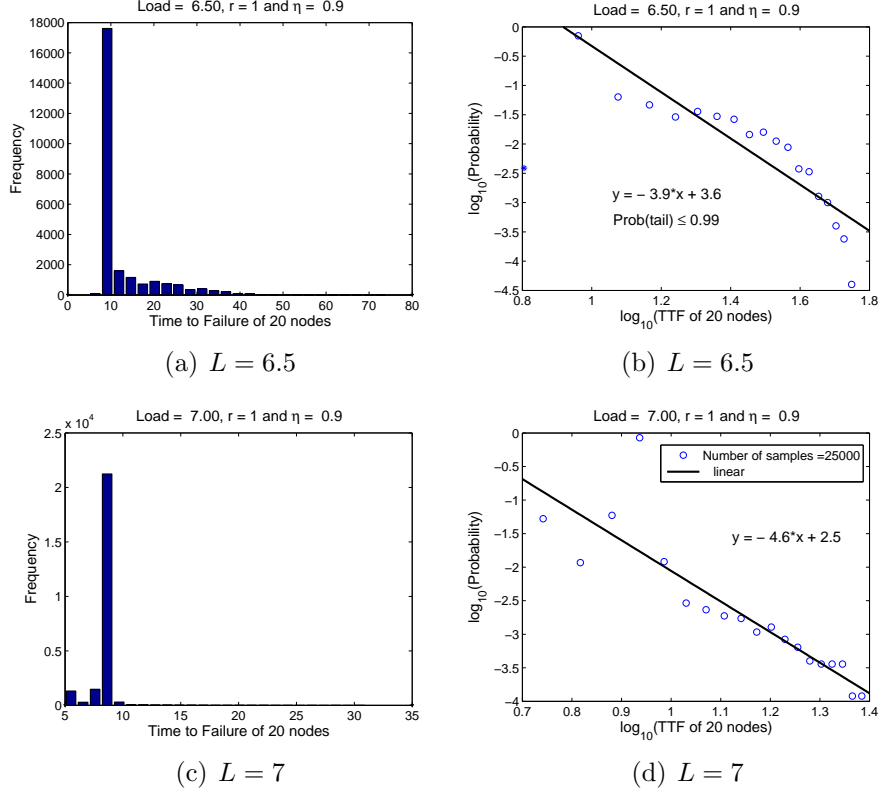 Load = 6.50, r = 1 and η = 0.9
Frequency
18000
16000
14000
12000
10000
8000
6000
4000
2000
0
0 10 20 30 40 50 60 70 80
Time to Failure of 20 nodes
(a) L = 6.5
Load = 6.50, r = 1 and η = 0.9
log10(Probability)
0
−0.5
−1
−1.5
−2
−2.5
−3
−3.5
−4
−4.5
y = − 3.9*x + 3.6
Prob(tail) ≤ 0.99
0.8 1 1.2 1.4 1.6 1.8
log10(TTF of 20 nodes)
(b) L = 6.5
Load = 7.00, r = 1 and η = 0.9
x 10^4
Frequency
2.5
2
1.5
1
0.5
0
5 10 15 20 25 30 35
Time to Failure of 20 nodes
(c) L = 7
Load = 7.00, r = 1 and η = 0.9
log10(Probability)
0
−0.5
−1
−1.5
−2
−2.5
−3
−3.5
−4
Number of samples =25000
linear
y = − 4.6*x + 2.5
0.7 0.8 0.9 1 1.1 1.2 1.3 1.4
log10(TTF of 20 nodes)
(d) L = 7